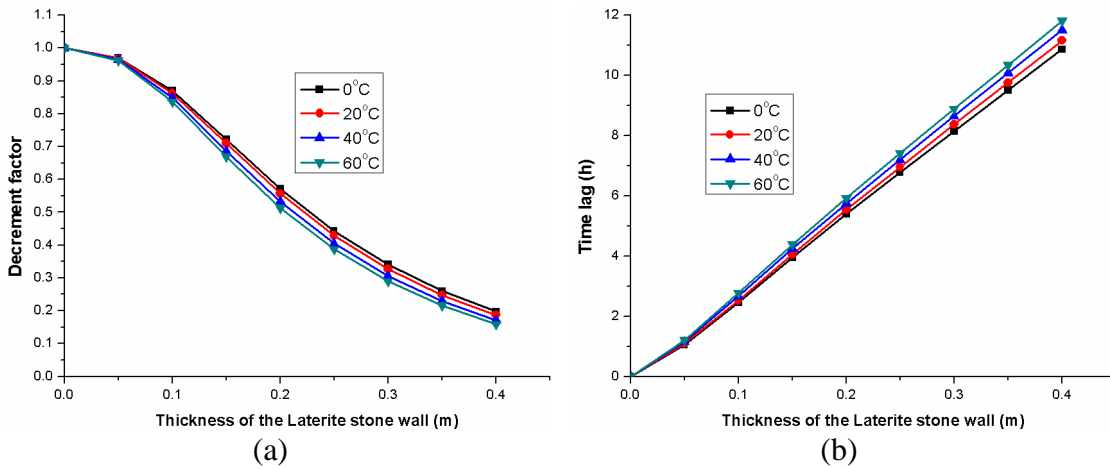 1.1
1.0
0.9
0.8
0.7
0.6
0.5
0.4
0.3
0.2
0.1
0.0
Decrement factor
0°C
20°C
40°C
60°C
0.0
0.1
0.2
0.3
0.4
Thickness of the Laterite stone wall (m)
(a)
12
10
8
6
4
2
0
Time lag (h)
0°C
20°C
40°C
60°C
0.0
0.1
0.2
0.3
0.4
Thickness of the Laterite stone wall (m)
(b)